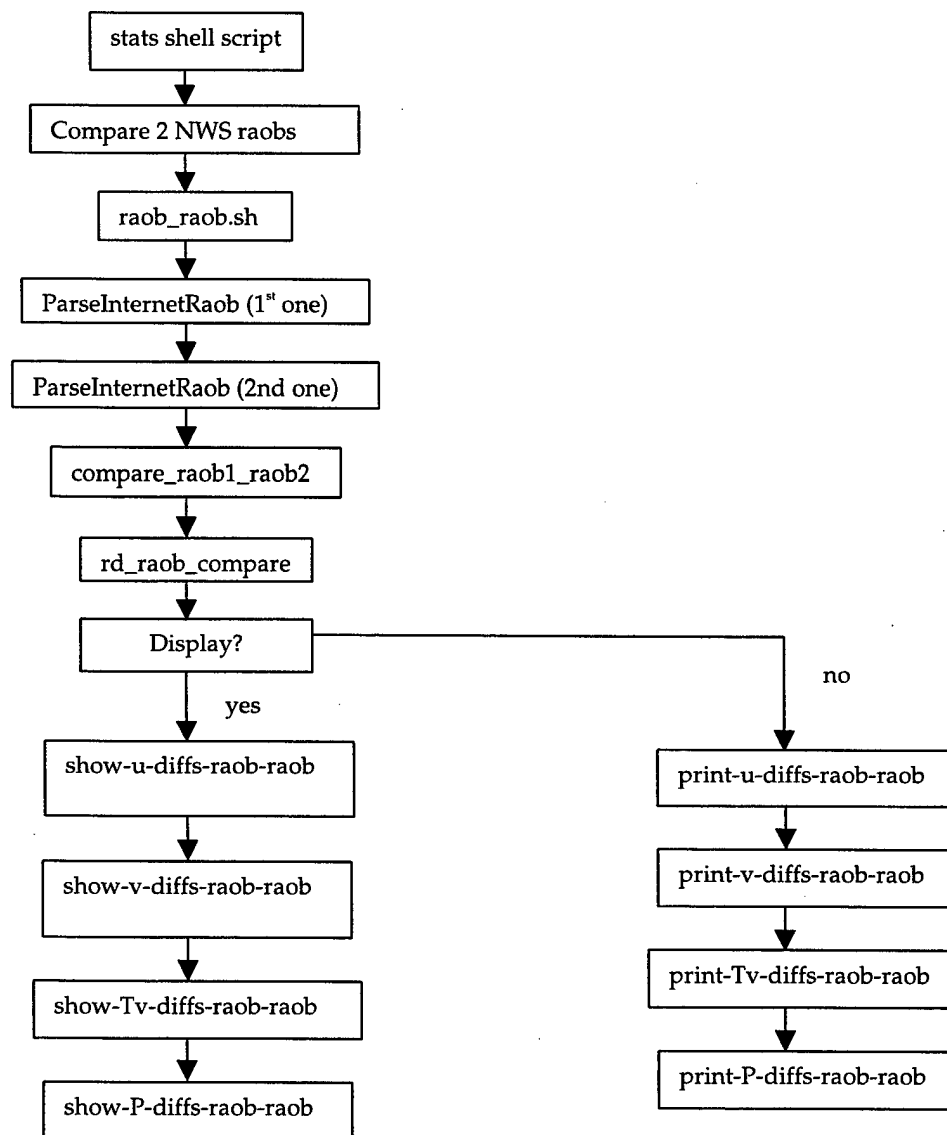 stats shell script
Compare 2 NWS raobs
raob_raob.sh
ParseInternetRaob (1st one)
ParseInternetRaob (2nd one)
compare_raob1_raob2
rd_raob_compare
Display?
no
yes
show-u-diffs-raob-raob
print-u-diffs-raob-raob
show-v-diffs-raob-raob
print-v-diffs-raob-raob
show-Tv-diffs-raob-raob
print-Tv-diffs-raob-raob
show-P-diffs-raob-raob
print-P-diffs-raob-raob